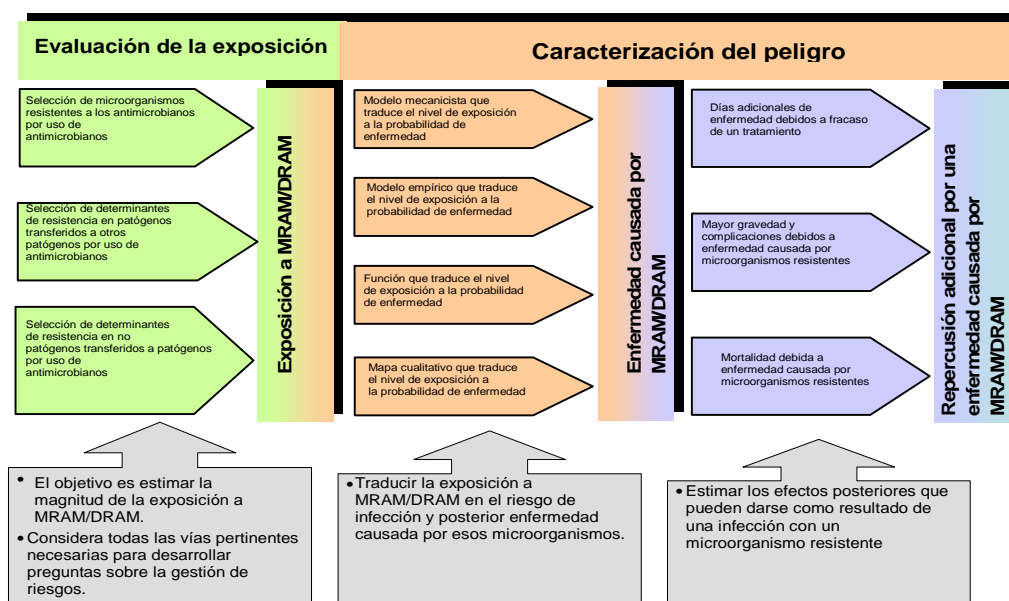 Evaluación de la exposición
Caracterización del peligro
Selección de microorganismos
resistentes a los antimicrobianos
por uso de
antimicrobianos
Selección de determinantes
de resistencia en patógenos
transferidos a otros
patógenos por uso de
antimicrobianos
Selección de determinantes
de resistencia en no
patógenos transferidos a patógenos
por uso de
antimicrobianos
Exposición a MRAM/DRAM
Modelo mecanicista que
traduce el nivel de exposición
a la probabilidad de
enfermedad
Modelo empírico que traduce
el nivel de exposición a la
probabilidad de enfermedad
Función que traduce el nivel
de exposición a la probabilidad
de enfermedad
Mapa cualitativo que traduce
el nivel de exposición a
la probabilidad de enfermedad
Enfermedad causada por
MRAM/DRAM
Días adicionales de
enfermedad debidos a fracaso
de un tratamiento
Mayor gravedad y
complicaciones debidos a
enfermedad causada por
microorganismos resistentes
Mortalidad debida a
enfermedad causada por
microorganismos resistentes
Repercusión adicional por una
enfermedad causada por
MRAM/DRAM
• El objetivo es estimar la
magnitud de la exposición a
MRAM/DRAM.
• Considera todas las vías pertinentes
necesarias para desarrollar
preguntas sobre la gestión de
riesgos.
• Traducir la exposición a
MRAM/DRAM en el riesgo de
infección y posterior enfermedad
causada por esos microorganismos.
• Estimar los efectos posteriores que
pueden darse como resultado de
una infección con un
microorganismo resistente